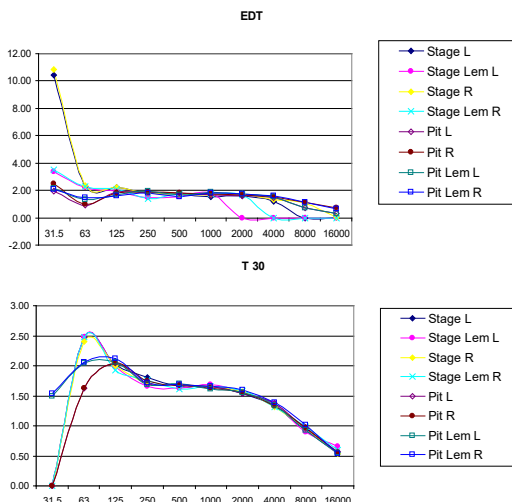 EDT
12.00
10.00
8.00
6.00
4.00
2.00
0.00
-2.00
31.5 63 125 250 500 1000 2000 4000 8000 16000
Stage L
Stage Lem L
Stage R
Stage Lem R
Pit L
Pit R
Pit Lem L
Pit Lem R
T 30
3.00
2.50
2.00
1.50
1.00
0.50
0.00
31.5 63 125 250 500 1000 2000 4000 8000 16000
Stage L
Stage Lem L
Stage R
Stage Lem R
Pit L
Pit R
Pit Lem L
Pit Lem R